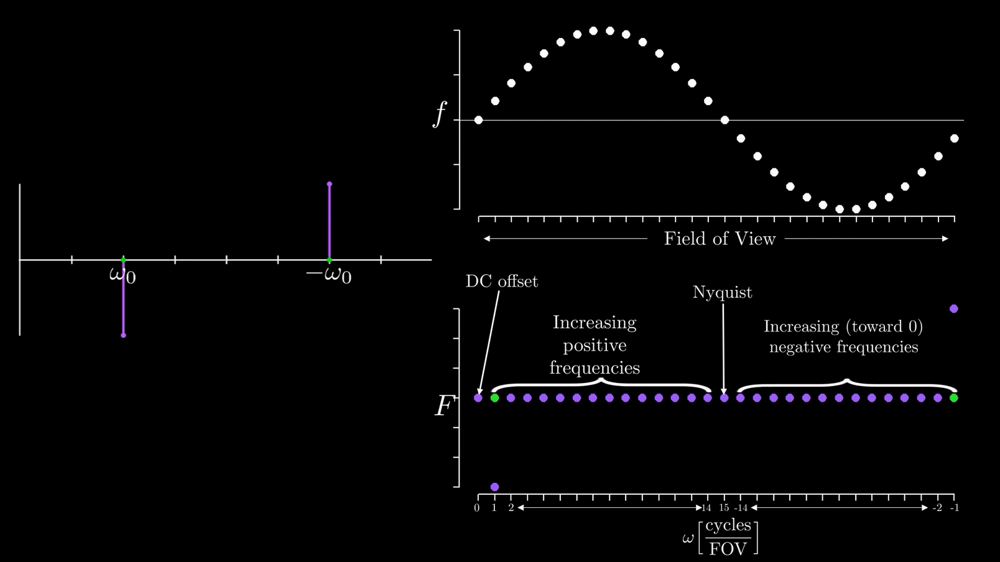 f
Field of View
ω₀
−ω₀
DC offset
Nyquist
Increasing
positive
frequencies
Increasing (toward 0)
negative frequencies
F
0 1 2 14 15 -14 -2 -1
ω[cycles/FOV]